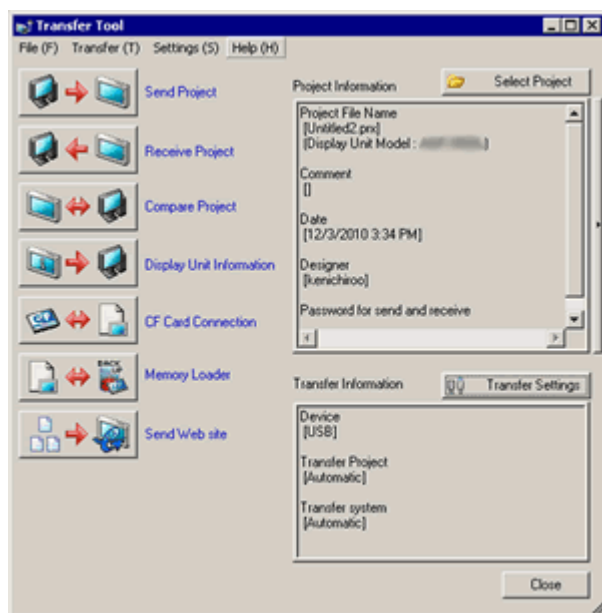 Transfer Tool
File (F) Transfer (T) Settings (S) Help (H)
Send Project
Receive Project
Compare Project
Display Unit Information
CF Card Connection
Memory Loader
Send Web site
Project Information
Select Project
Project File Name
[Untitled2.prx]
(Display Unit Model : )
Comment
[]
Date
[12/3/2010 3:34 PM]
Designer
[kenichiroo]
Password for send and receive
Transfer Information
Transfer Settings
Device
[USB]
Transfer Project
[Automatic]
Transfer system
[Automatic]
Close
BACK
UP